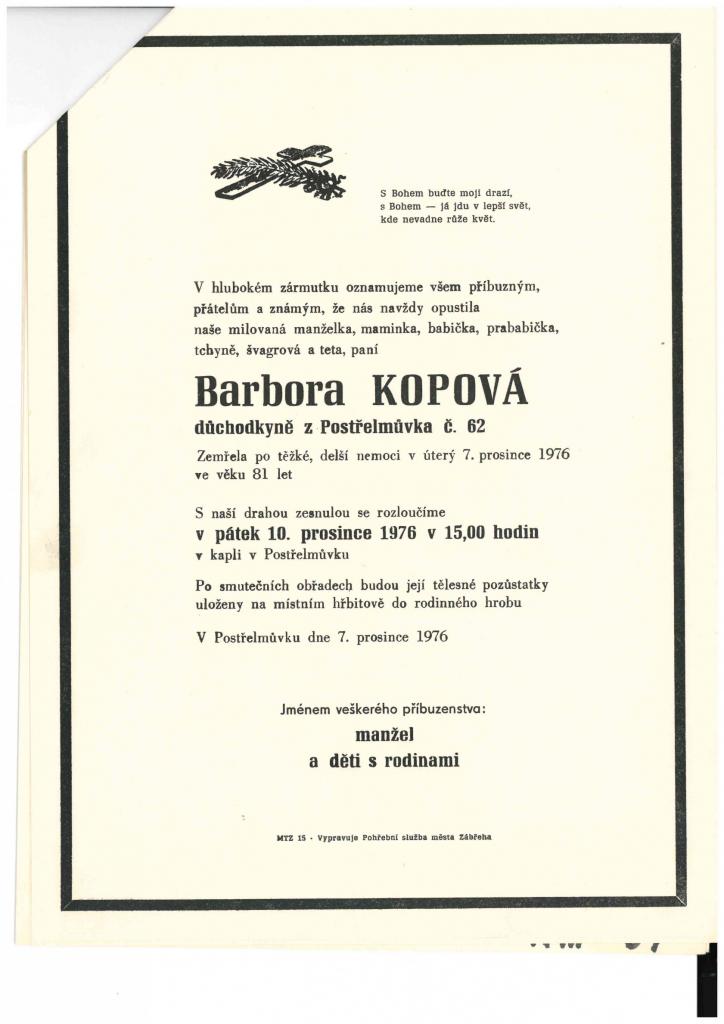 S Bohem buďte moji drazí,
s Bohem — já jdu v lepší svět,
kde nevadne růže květ.
V hlubokém zármutku oznamujeme všem příbuzným,
přátelům a známým, že nás navždy opustila
naše milovaná manželka, maminka, babička, prababička,
tchyně, švagrová a teta, paní
Barbora KOPOVÁ
důchodkyně z Postřelmůvka č. 62
Zemřela po těžké, delší nemoci v úterý 7. prosince 1976
ve věku 81 let
S naší drahou zesnulou se rozloučíme
v pátek 10. prosince 1976 v 15,00 hodin
v kapli v Postřelmůvku
Po smutečních obřadech budou její tělesné pozůstatky
uloženy na místním hřbitově do rodinného hrobu
V Postřelmůvku dne 7. prosince 1976
Jménem veškerého příbuzenstva:
manžel
a děti s rodinami
MTZ 15 - Vypravuje Pohřební služba města Zábřeha